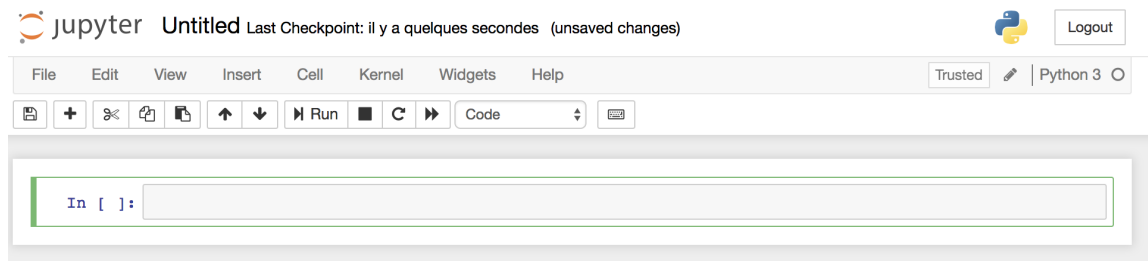 jupyter Untitled Last Checkpoint: il y a quelques secondes (unsaved changes) Logout
File Edit View Insert Cell Kernel Widgets Help Trusted Python 3
Run Code
In [ ]: